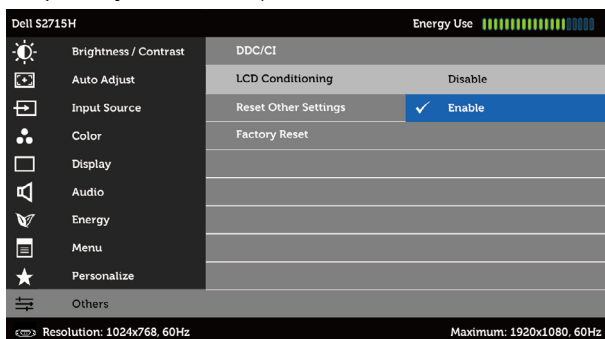 Dell S2715H Energy Use
Brightness / Contrast DDC/CI
Auto Adjust LCD Conditioning Disable
Input Source Reset Other Settings Enable
Color Factory Reset
Display
Audio
Energy
Menu
Personalize
Others
Resolution: 1024x768, 60Hz Maximum: 1920x1080, 60Hz